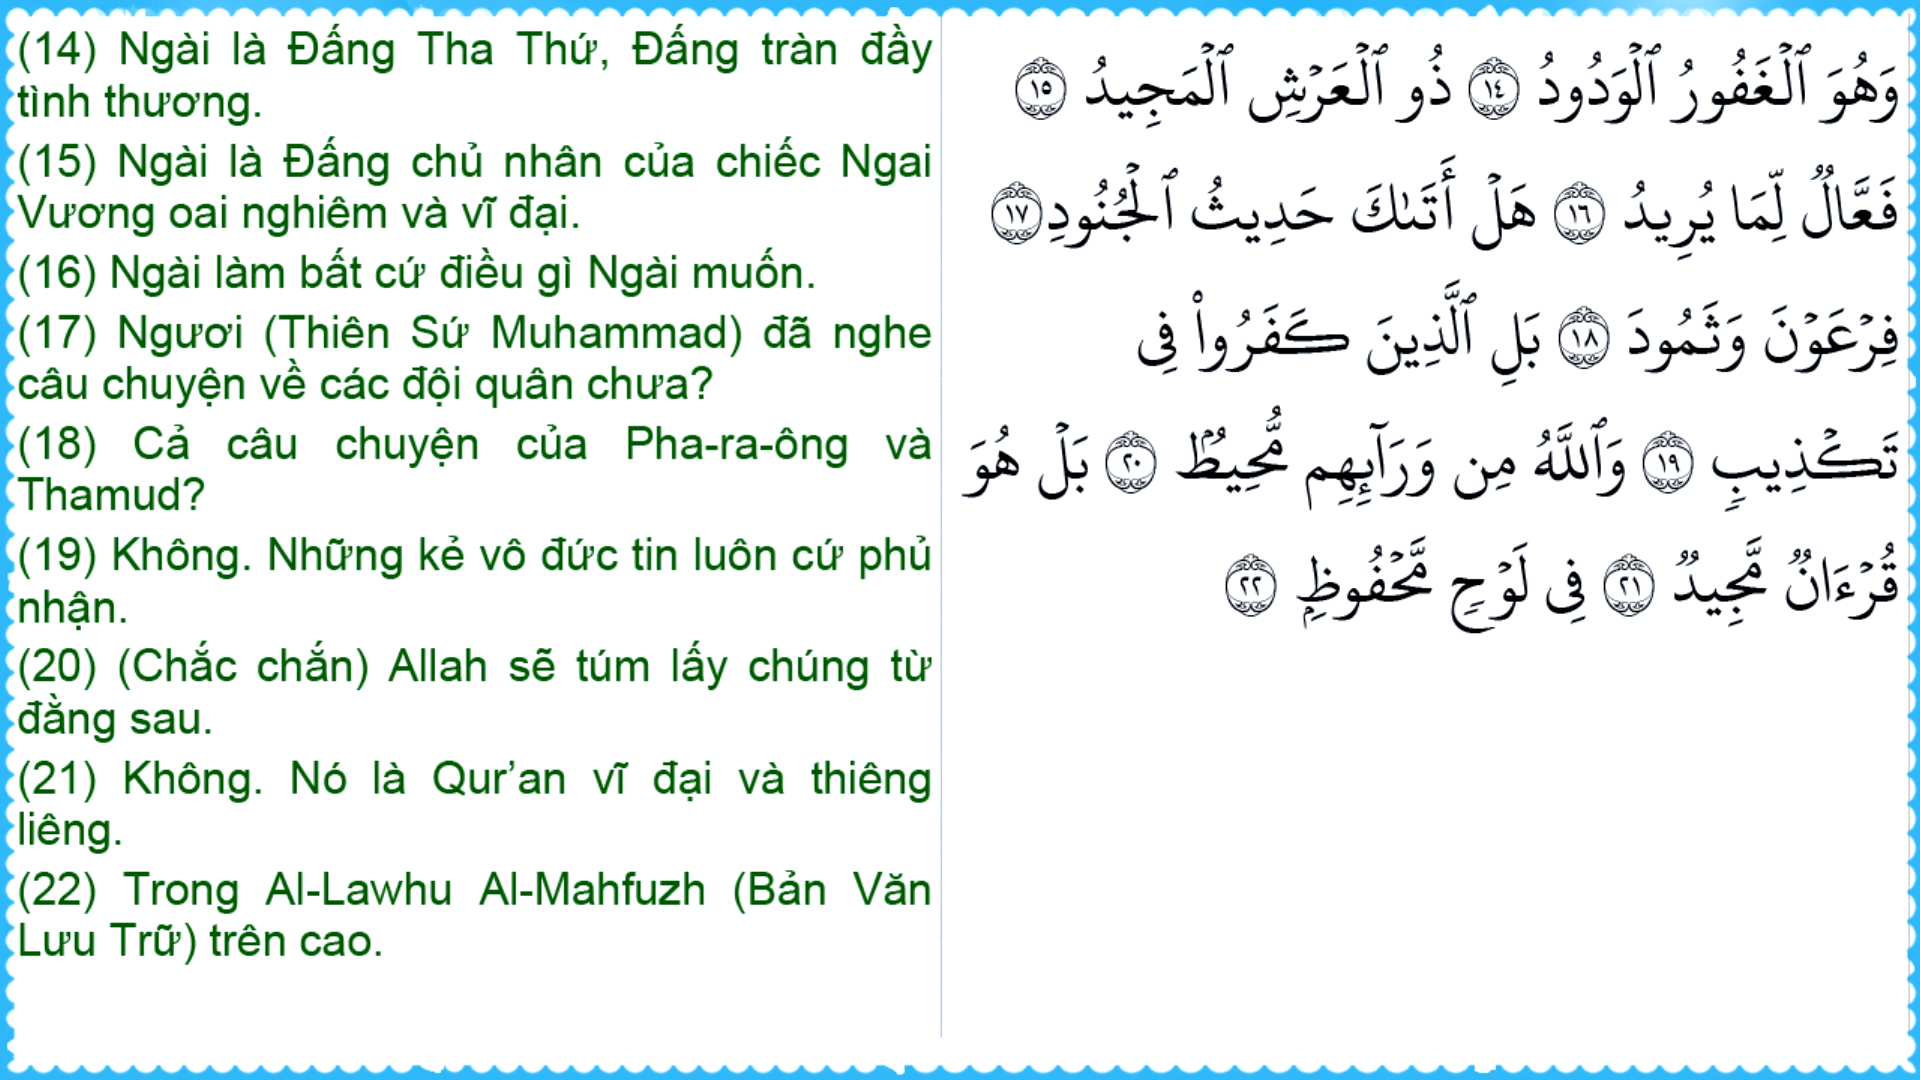 (14) Ngài là Đấng Tha Thứ, Đấng tràn đầy
tình thương.
(15) Ngài là Đấng chủ nhân của chiếc Ngai
Vương oai nghiêm và vĩ đại.
(16) Ngài làm bất cứ điều gì Ngài muốn.
(17) Ngươi (Thiên Sứ Muhammad) đã nghe
câu chuyện về các đội quân chưa?
(18) Cả câu chuyện của Pha-ra-ông và
Thamud?
(19) Không. Những kẻ vô đức tin luôn cứ phủ
nhận.
(20) (Chắc chắn) Allah sẽ túm lấy chúng từ
đằng sau.
(21) Không. Nó là Qur’an vĩ đại và thiêng
liêng.
(22) Trong Al-Lawhu Al-Mahfuzh (Bản Văn
Lưu Trữ) trên cao.
وَهُوَ ٱلْغَفُورُ ٱلْوَدُودُ ١٤ ذُو ٱلْعَرْشِ ٱلْمَجِيدُ ١٥
فَعَّالٌ لِّمَا يُرِيدُ ١٦ هَلْ أَتَىٰكَ حَدِيثُ ٱلْجُنُودِ ١٧
فِرْعَوْنَ وَثَمُودَ ١٨ بَلِ ٱلَّذِينَ كَفَرُوا۟ فِى
تَكْذِيبٍ ١٩ وَٱللَّهُ مِن وَرَآئِهِم مُّحِيطٌۢ ٢٠ بَلْ هُوَ
قُرْءَانٌ مَّجِيدٌ ٢١ فِى لَوْحٍ مَّحْفُوظٍۭ ٢٢